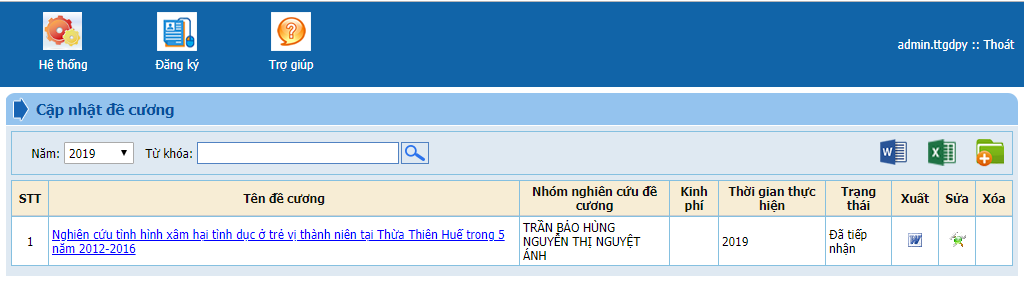 Hệ thống
Đăng ký
Trợ giúp
admin.ttgdpy :: Thoát
Cập nhật đề cương
Năm: 2019 Từ khóa:
STT
Tên đề cương
Nhóm nghiên cứu đề
cương
Kinh
phí
Thời gian thực
hiện
Trạng
thái
Xuất
Sửa
Xóa
1
Nghiên cứu tình hình xâm hại tình dục ở trẻ vị thành niên tại Thừa Thiên Huế trong 5
năm 2012-2016
TRẦN BẢO HÙNG
NGUYỄN THỊ NGUYỆT
ÁNH
2019
Đã tiếp
nhận